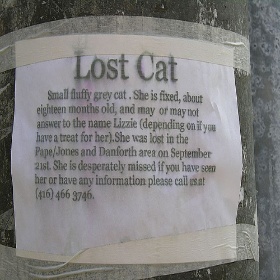 Lost Cat
Small fluffy grey cat . She is fixed, about
eighteen months old, and may or may not
answer to the name Lizzie (depending on if you
have a treat for her).She was lost in the
Pape/Jones and Danforth area on September
21st. She is desperately missed if you have seen
her or have any information please call us at
(416) 466 3746.